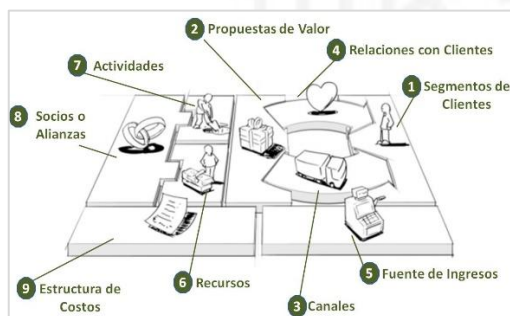 2 Propuestas de Valor
4 Relaciones con Clientes
7 Actividades
1 Segmentos de
Clientes
8 Socios o
Alianzas
6 Recursos
5 Fuente de Ingresos
9 Estructura de
Costos
3 Canales